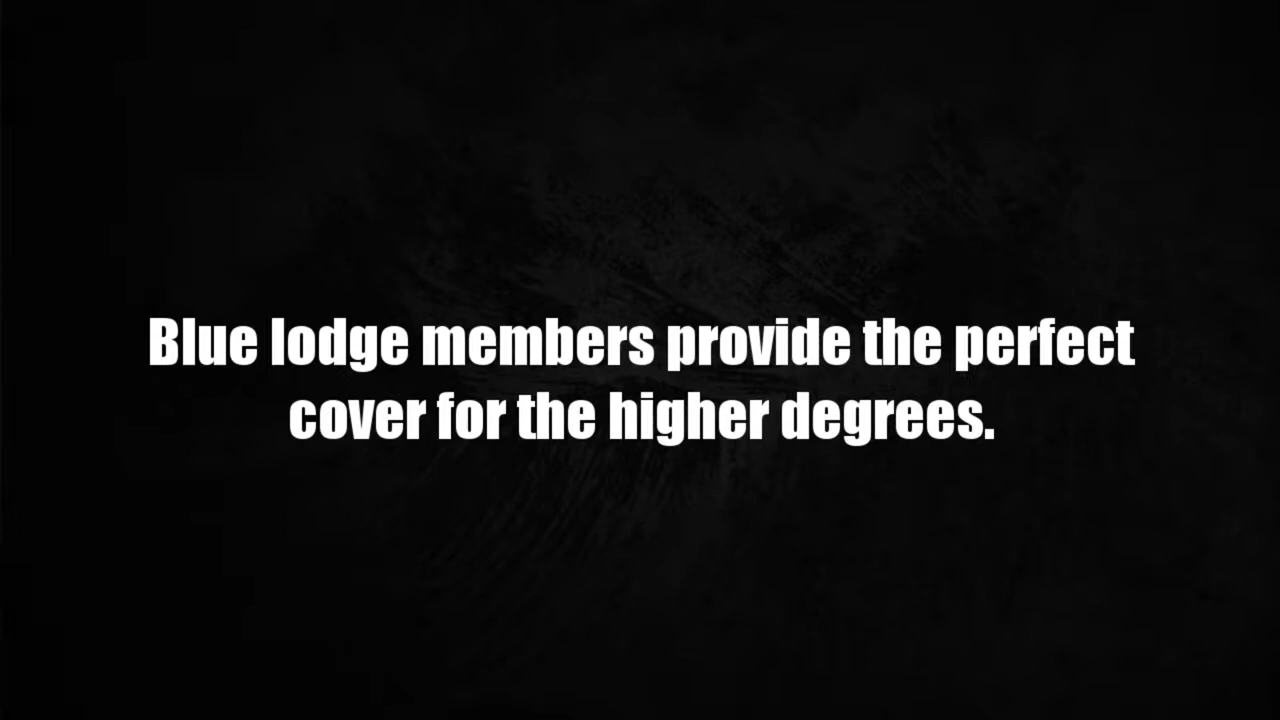 Blue lodge members provide the perfect
cover for the higher degrees.